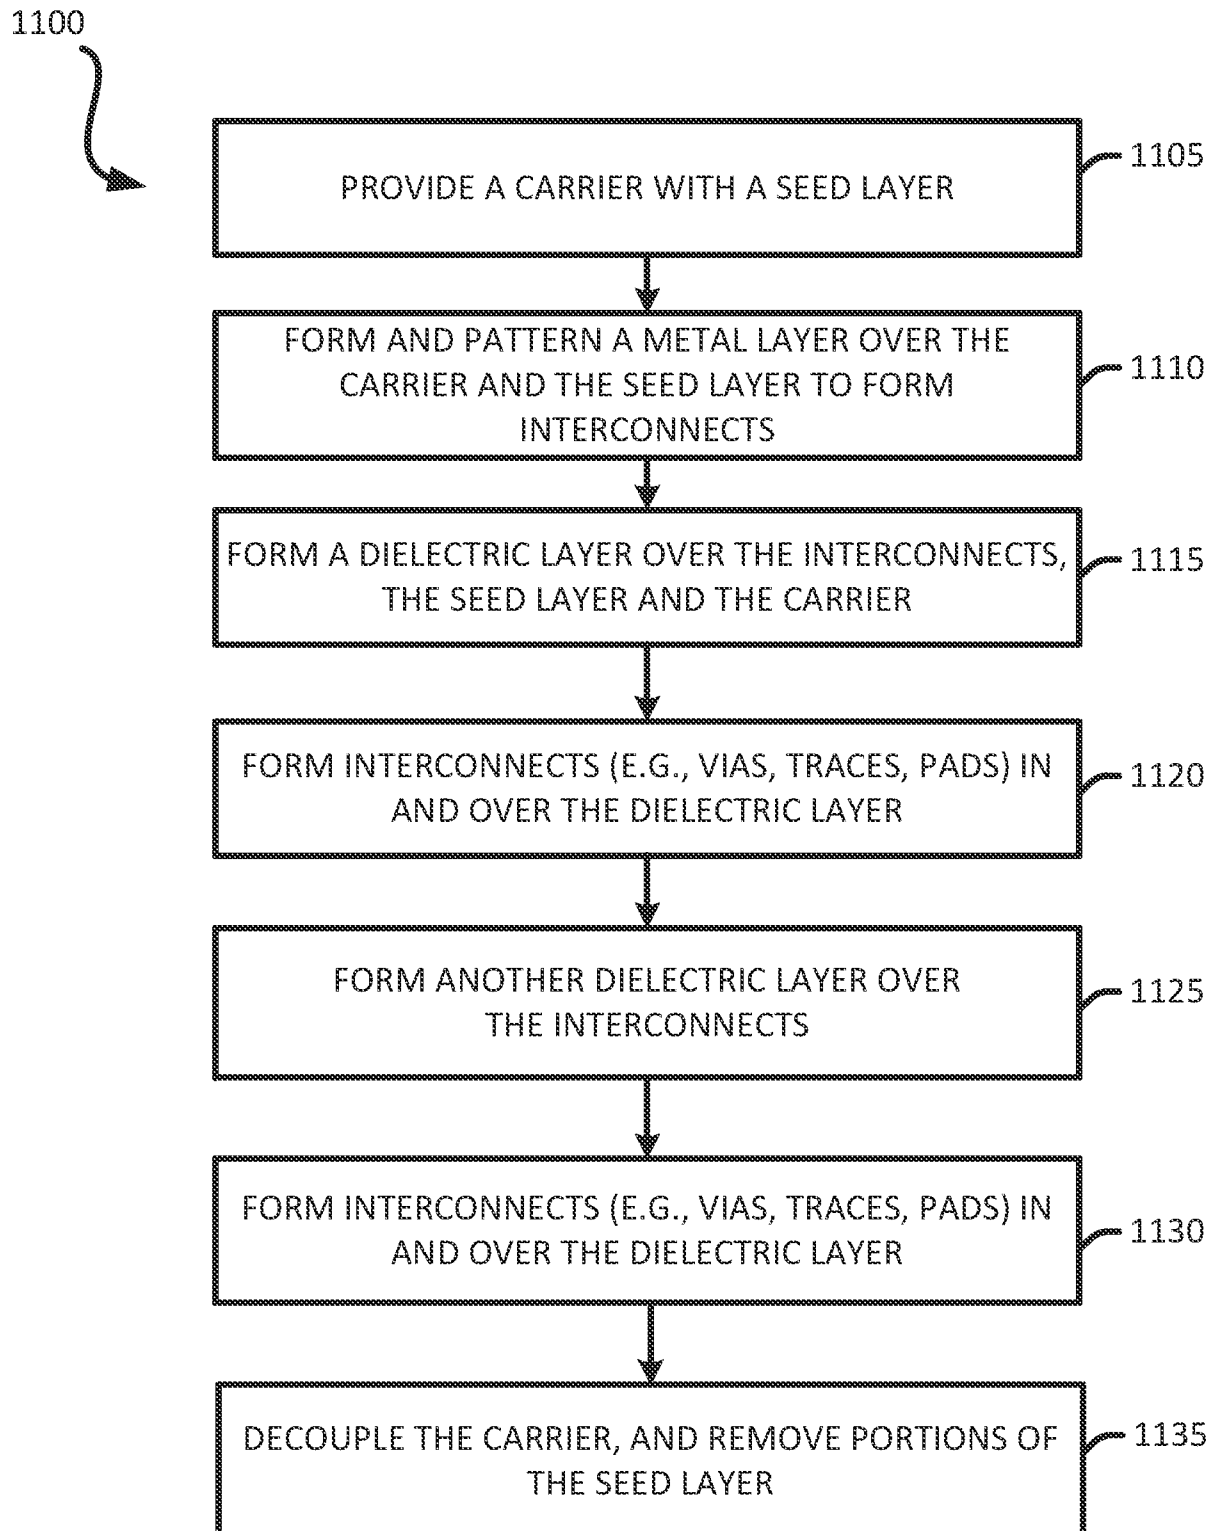 1100
PROVIDE A CARRIER WITH A SEED LAYER
1105
FORM AND PATTERN A METAL LAYER OVER THE
CARRIER AND THE SEED LAYER TO FORM
INTERCONNECTS
1110
FORM A DIELECTRIC LAYER OVER THE INTERCONNECTS,
THE SEED LAYER AND THE CARRIER
1115
FORM INTERCONNECTS (E.G., VIAS, TRACES, PADS) IN
AND OVER THE DIELECTRIC LAYER
1120
FORM ANOTHER DIELECTRIC LAYER OVER
THE INTERCONNECTS
1125
FORM INTERCONNECTS (E.G., VIAS, TRACES, PADS) IN
AND OVER THE DIELECTRIC LAYER
1130
DECOUPLE THE CARRIER, AND REMOVE PORTIONS OF
THE SEED LAYER
1135